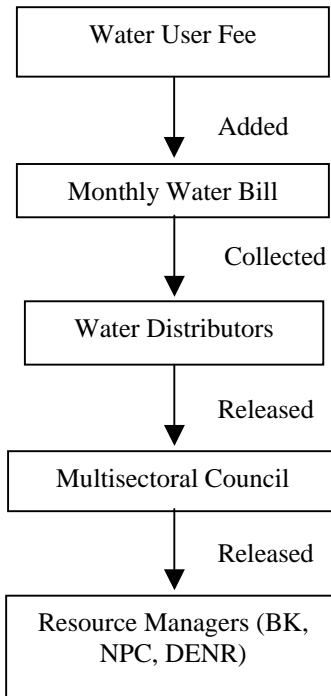 Water User Fee
Added
Monthly Water Bill
Collected
Water Distributors
Released
Multisectoral Council
Released
Resource Managers (BK,
NPC, DENR)